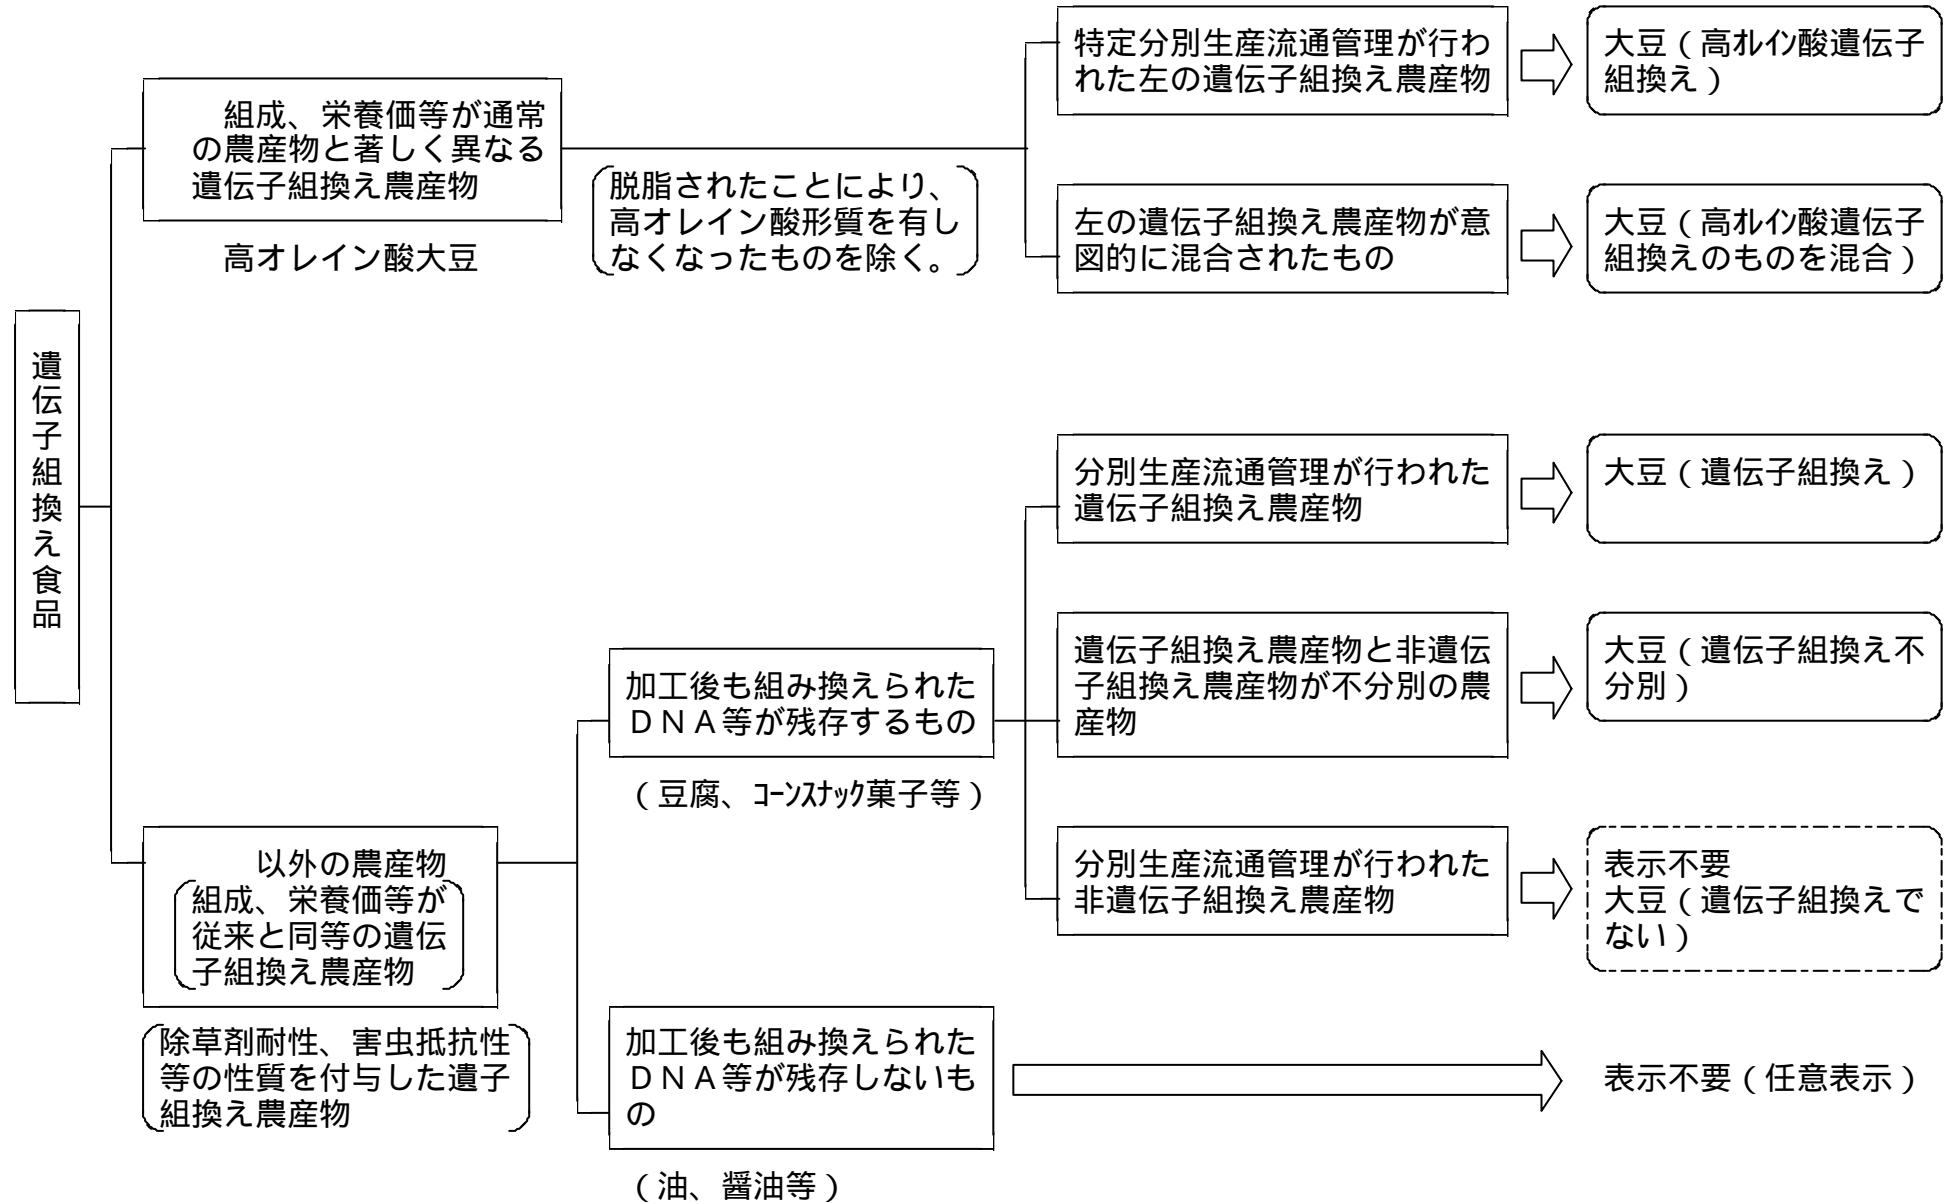 遺伝子組換え食品
組成、栄養価等が通常
の農産物と著しく異なる
遺伝子組換え農産物
高オレイン酸大豆
脱脂されたことにより、
高オレイン酸形質を有し
なくなったものを除く。
特定分別生産流通管理が行わ
れた左の遺伝子組換え農産物
大豆（高ｵﾚｲﾝ酸遺伝子
組換え）
左の遺伝子組換え農産物が意
図的に混合されたもの
大豆（高ｵﾚｲﾝ酸遺伝子
組換えのものを混合）
以外の農産物
組成、栄養価等が
従来と同等の遺伝
子組換え農産物
除草剤耐性、害虫抵抗性
等の性質を付与した遺子
組換え農産物
加工後も組み換えられた
ＤＮＡ等が残存するもの
（豆腐、ｺｰﾝｽﾅｯｸ菓子等）
分別生産流通管理が行われた
遺伝子組換え農産物
大豆（遺伝子組換え）
遺伝子組換え農産物と非遺伝
子組換え農産物が不分別の農
産物
大豆（遺伝子組換え不
分別）
分別生産流通管理が行われた
非遺伝子組換え農産物
表示不要
大豆（遺伝子組換えで
ない）
加工後も組み換えられた
ＤＮＡ等が残存しないも
の
（油、醤油等）
表示不要（任意表示）